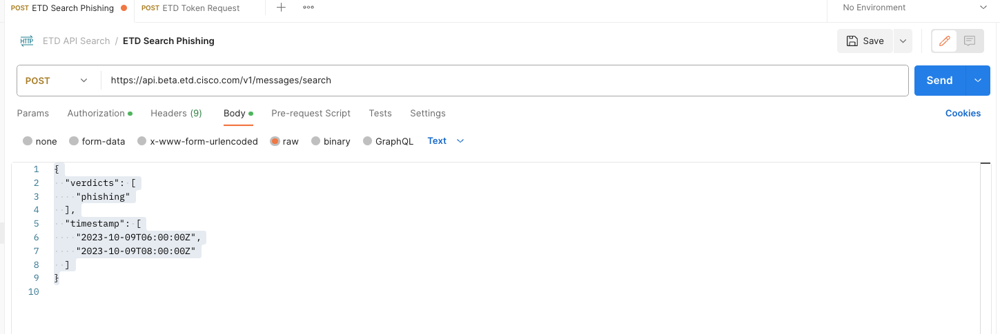 POST ETD Search Phishing POST ETD Token Request No Environment
HTTP ETD API Search / ETD Search Phishing Save
POST https://api.beta.etd.cisco.com/v1/messages/search Send
Params Authorization Headers (9) Body Pre-request Script Tests Settings Cookies
none form-data x-www-form-urlencoded raw binary GraphQL Text
1 {
2 "verdicts": [
3 "phishing"
4 ],
5 "timestamp": [
6 "2023-10-09T06:00:00Z",
7 "2023-10-09T08:00:00Z"
8 ]
9 }
10